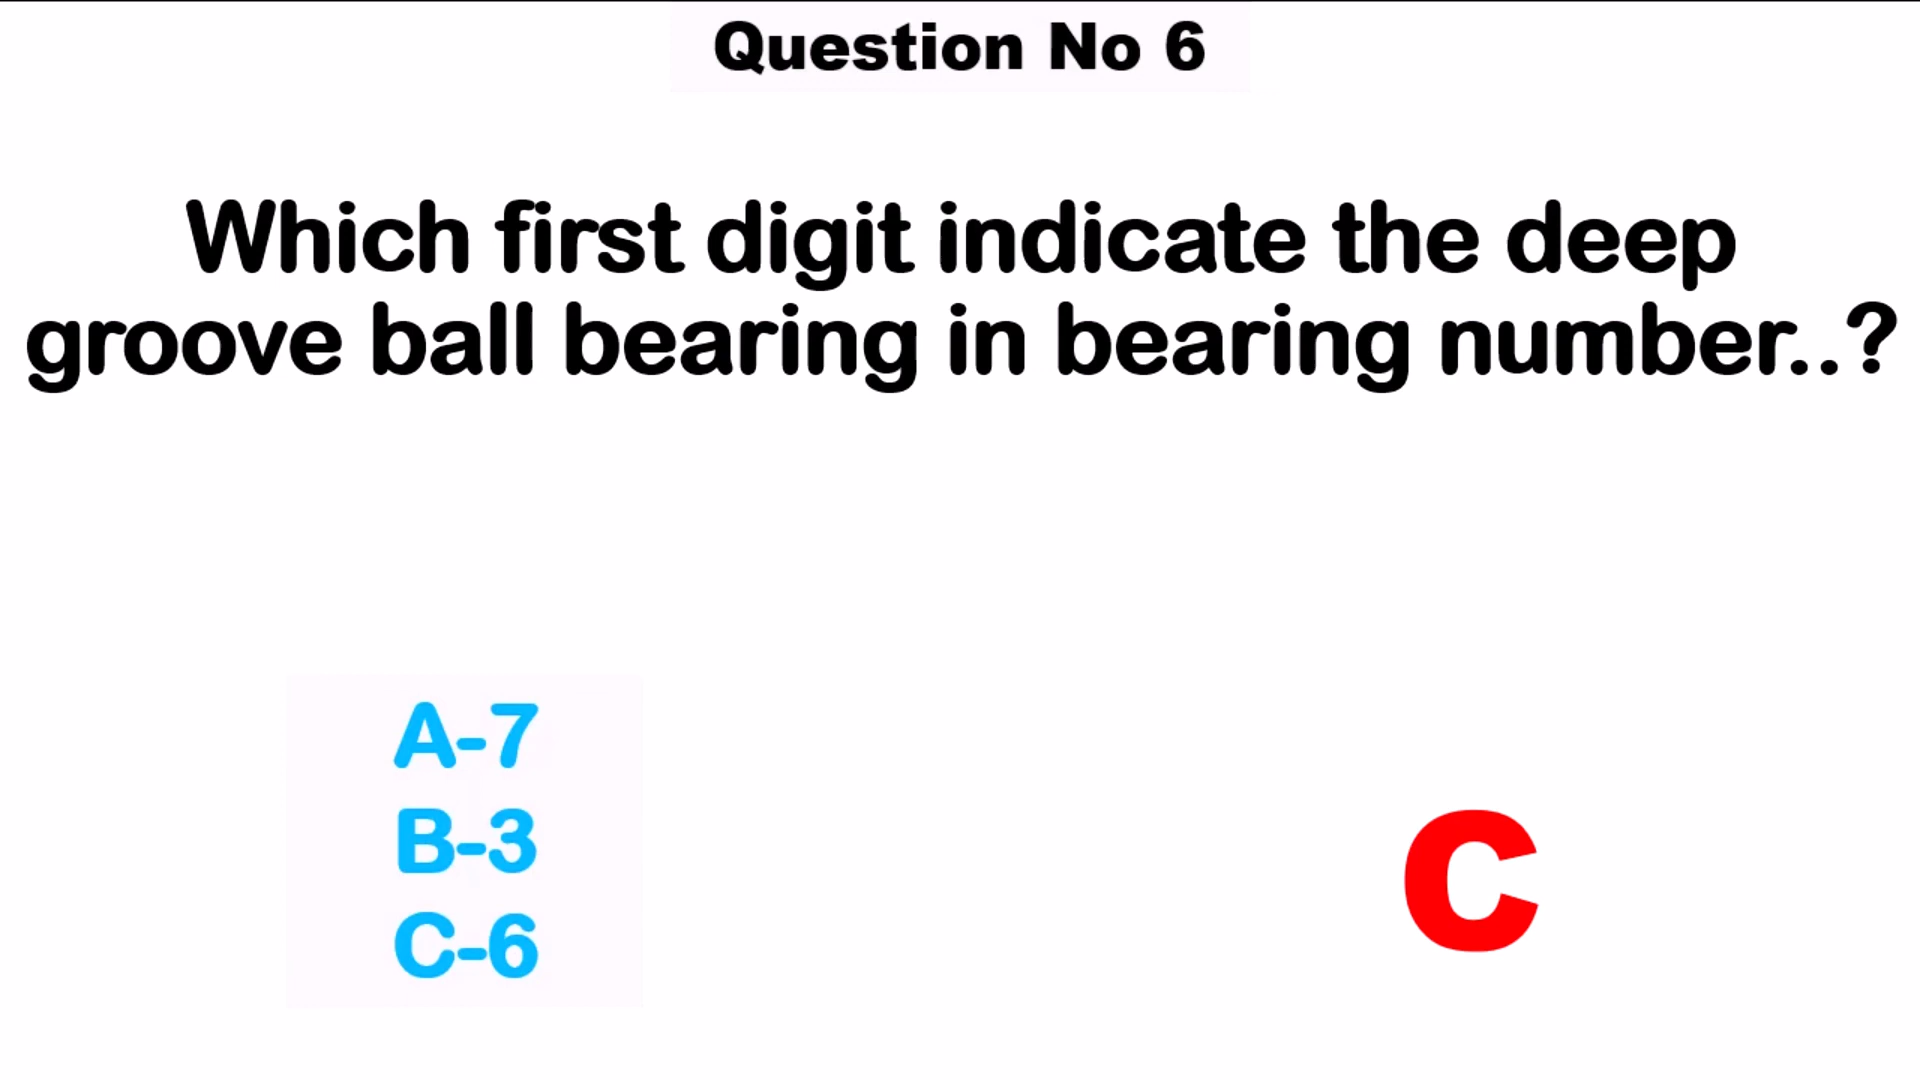 Question No 6
Which first digit indicate the deep
groove ball bearing in bearing number..?
A-7
B-3
C-6
C